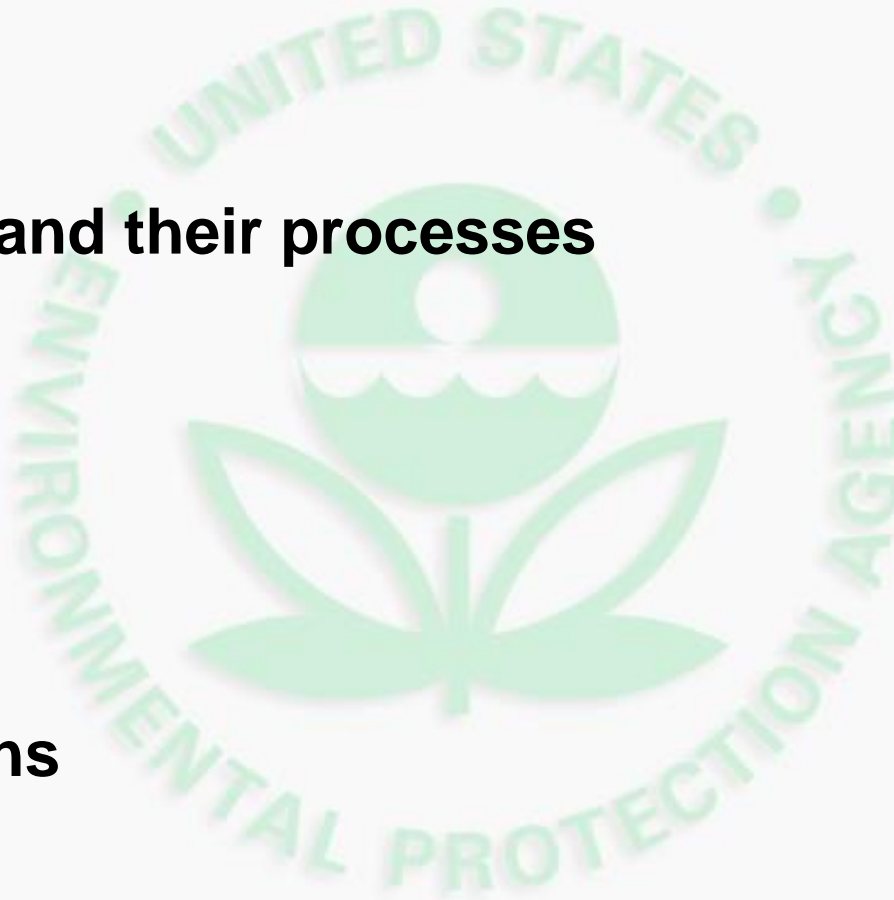 UNITED STATES
and their processes
ENVIRONMENTAL PROTECTION AGENCY
ns